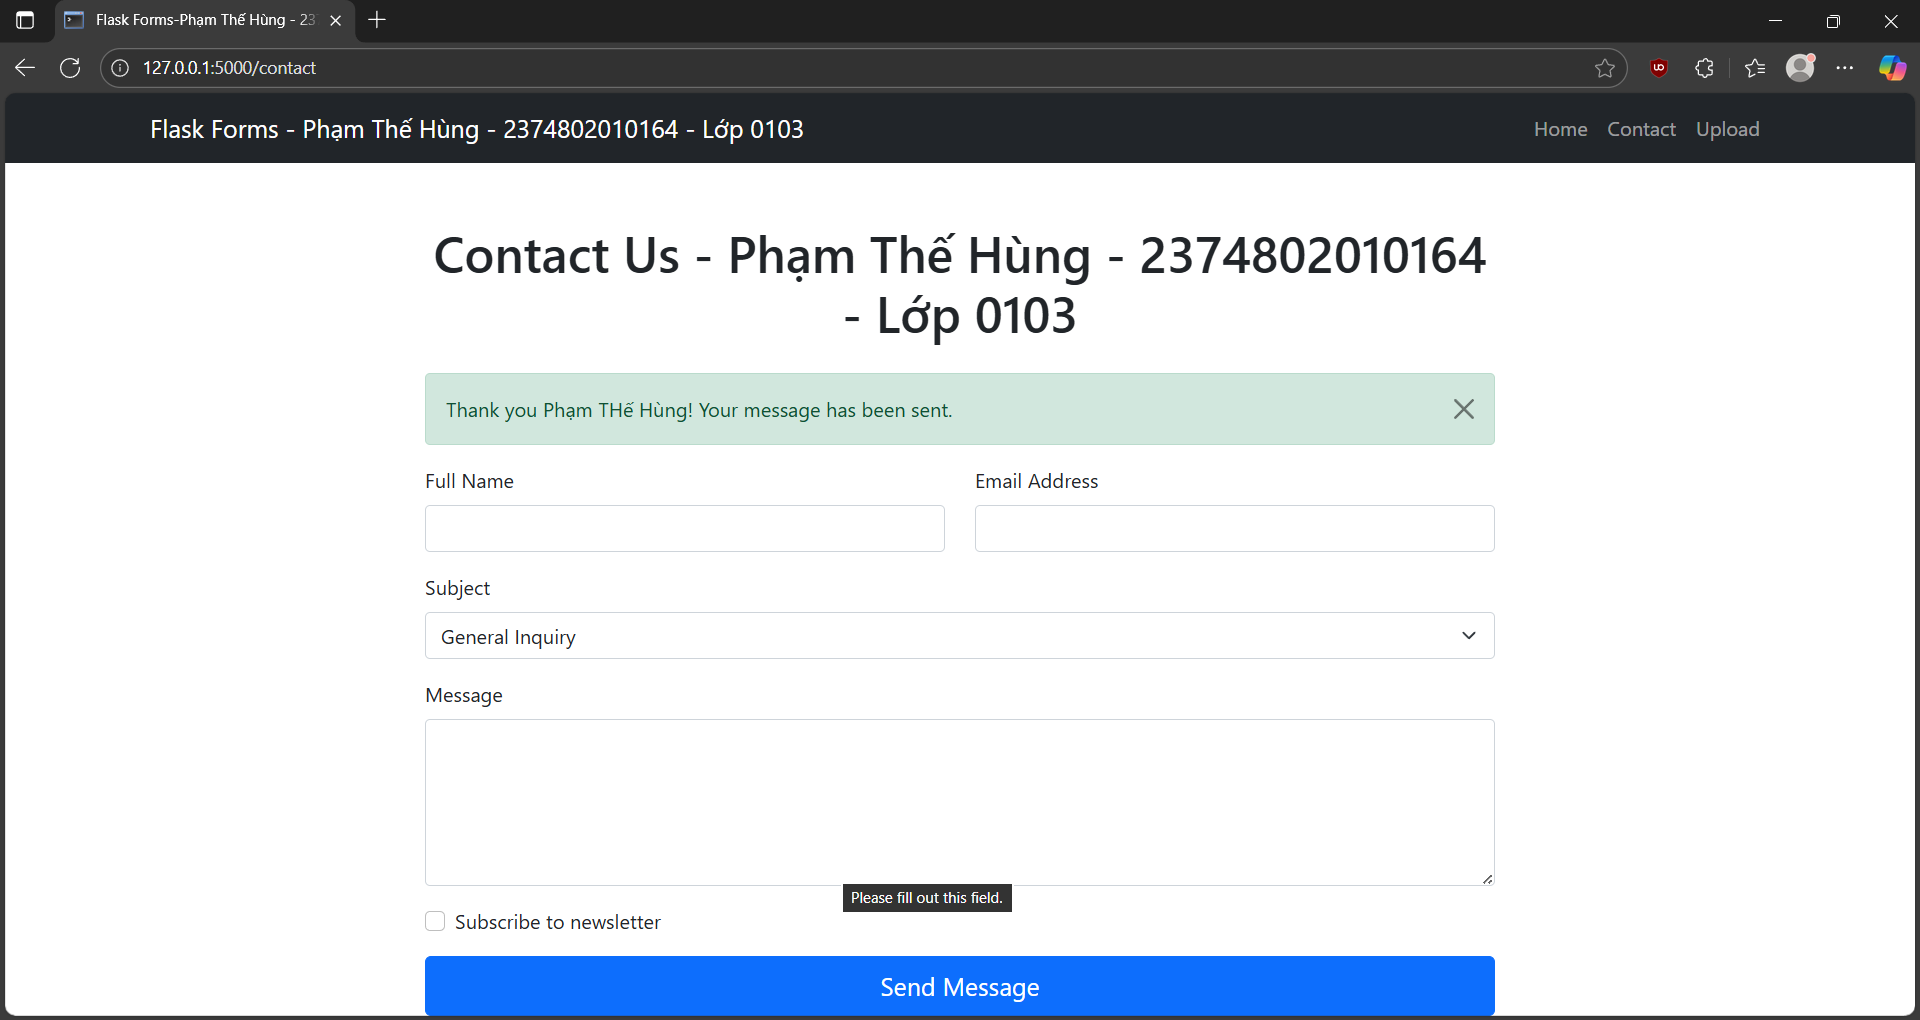 Flask Forms-Phạm Thế Hùng - 23
127.0.0.1:5000/contact
Flask Forms - Phạm Thế Hùng - 2374802010164 - Lớp 0103
Home Contact Upload
Contact Us - Phạm Thế Hùng - 2374802010164
- Lớp 0103
Thank you Phạm THế Hùng! Your message has been sent.
Full Name
Email Address
Subject
General Inquiry
Message
Please fill out this field.
Subscribe to newsletter
Send Message